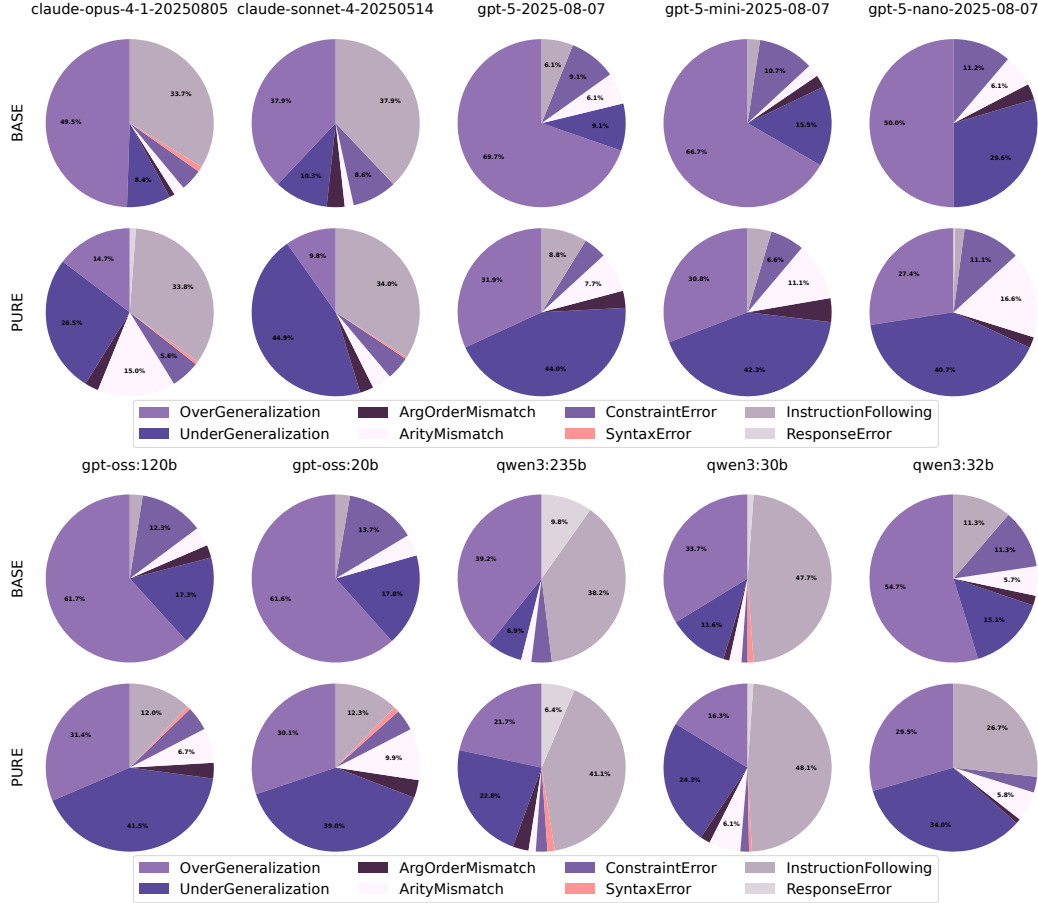 claude-opus-4-1-20250805 claude-sonnet-4-20250514 gpt-5-2025-08-07 gpt-5-mini-2025-08-07 gpt-5-nano-2025-08-07
BASE
49.5% 33.7% 8.4%
37.9% 37.9% 10.3% 8.6%
6.1% 9.1% 6.1% 9.1% 69.7%
10.7% 15.5% 66.7%
11.2% 6.1% 50.0% 29.6%
PURE
14.7% 33.8% 26.5% 5.6% 15.0%
9.8% 34.0% 44.9%
8.8% 31.9% 7.7% 44.0%
30.8% 6.6% 11.1% 42.3%
27.4% 11.1% 16.6% 40.7%
OverGeneralization ArgOrderMismatch ConstraintError InstructionFollowing
UnderGeneralization ArityMismatch SyntaxError ResponseError
gpt-oss:120b gpt-oss:20b qwen3:235b qwen3:30b qwen3:32b
BASE
12.3% 61.7% 17.3%
13.7% 61.6% 17.8%
9.8% 39.2% 38.2% 6.9%
33.7% 47.7% 11.6%
11.3% 11.3% 54.7% 5.7% 15.1%
PURE
12.0% 31.4% 6.7% 41.5%
12.3% 30.1% 9.9% 39.0%
6.4% 21.7% 41.1% 22.8%
16.3% 48.1% 24.3% 6.1%
26.7% 29.5% 5.8% 34.0%
OverGeneralization ArgOrderMismatch ConstraintError InstructionFollowing
UnderGeneralization ArityMismatch SyntaxError ResponseError